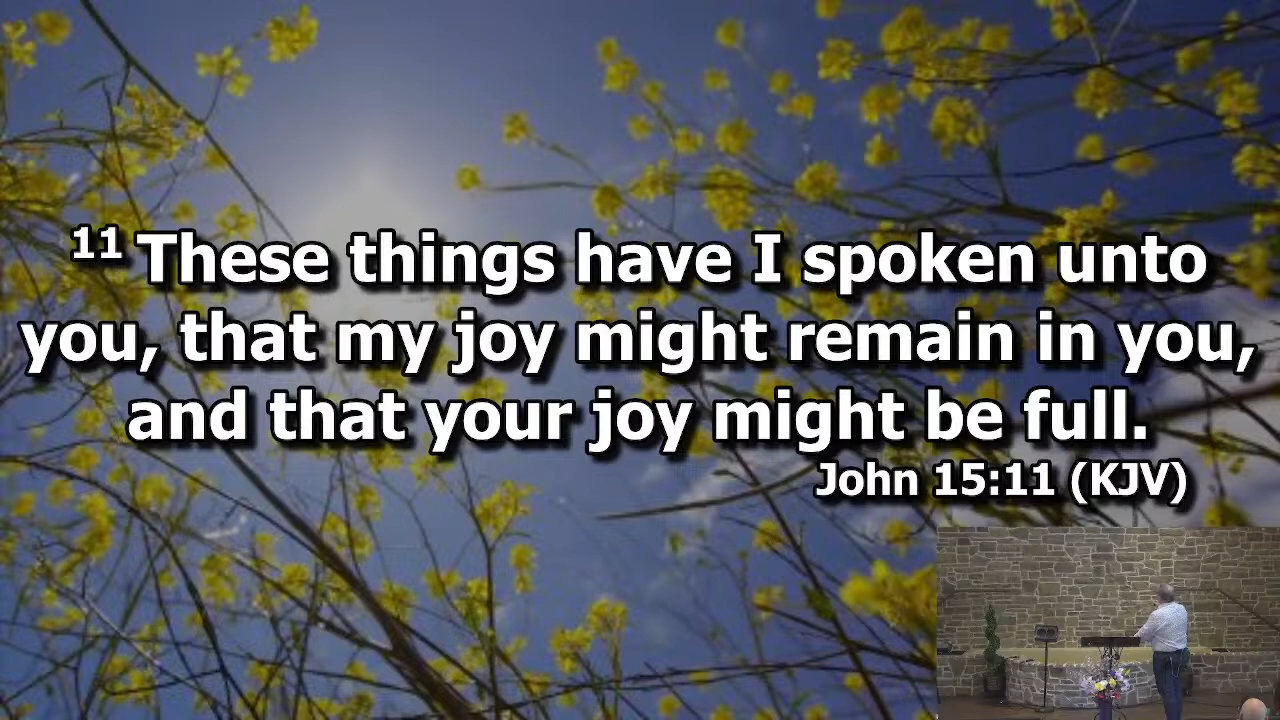 11 These things have I spoken unto
you, that my joy might remain in you,
and that your joy might be full.
John 15:11 (KJV)